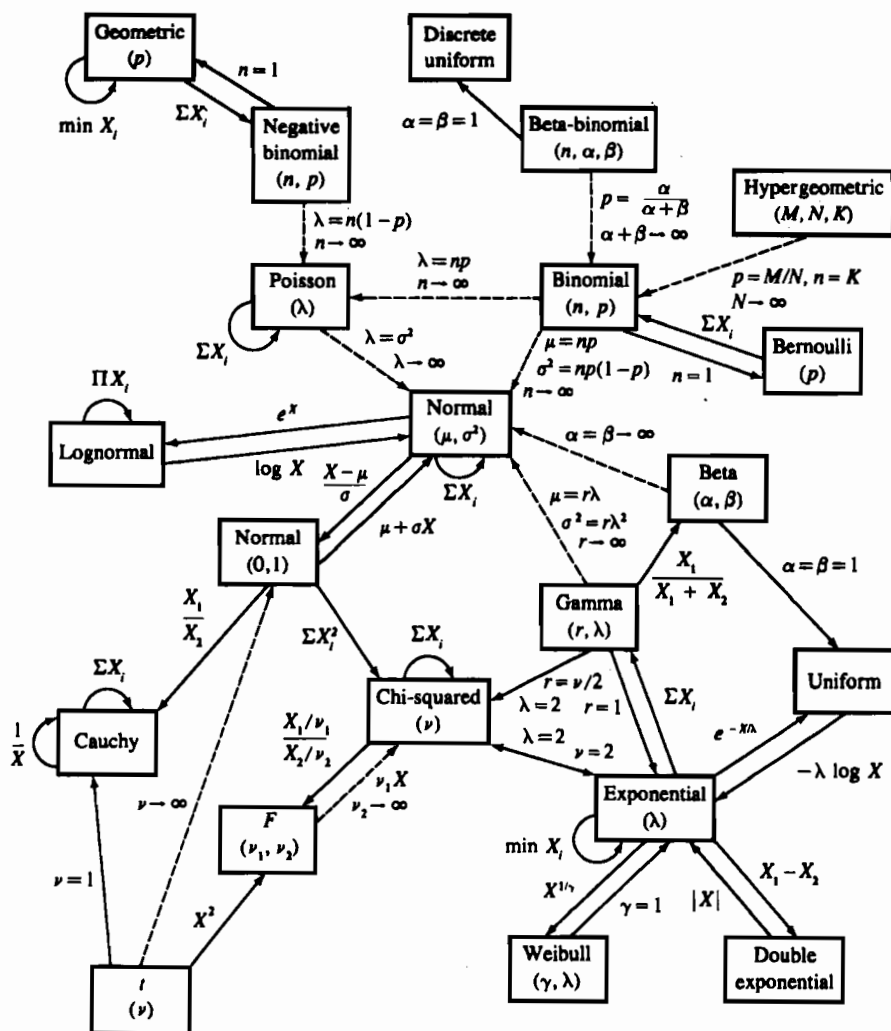 Geometric
(p)
n = 1
min X_i
ΣX_i
Negative
binomial
(n, p)
Discrete
uniform
α = β = 1
Beta-binomial
(n, α, β)
Hypergeometric
(M, N, K)
λ = n(1 − p)
n → ∞
p = α/(α + β)
α + β → ∞
Poisson
(λ)
λ = np
n → ∞
Binomial
(n, p)
p = M/N, n = K
N → ∞
ΣX_i
ΣX_i
Bernoulli
(p)
n = 1
λ = σ²
λ → ∞
μ = np
σ² = np(1 − p)
n → ∞
ΠX_i
Lognormal
e^X
log X
Normal
(μ, σ²)
ΣX_i
α = β → ∞
Beta
(α, β)
(X − μ)/σ
μ + σX
μ = rλ
σ² = rλ²
r → ∞
Normal
(0, 1)
Gamma
(r, λ)
X_1/(X_1 + X_2)
α = β = 1
X_1/X_2
ΣX_i²
ΣX_i
ΣX_i
Cauchy
1/X
Chi-squared
(ν)
r = ν/2
λ = 2
r = 1
ΣX_i
Uniform
λ = 2
ν = 2
e^{−X/λ}
−λ log X
(X_1/ν_1)/(X_2/ν_2)
ν_1 X
ν_2 → ∞
ν → ∞
F
(ν_1, ν_2)
Exponential
(λ)
min X_i
ν = 1
X²
X^{1/γ}
γ = 1
|X|
X_1 − X_2
t
(ν)
Weibull
(γ, λ)
Double
exponential